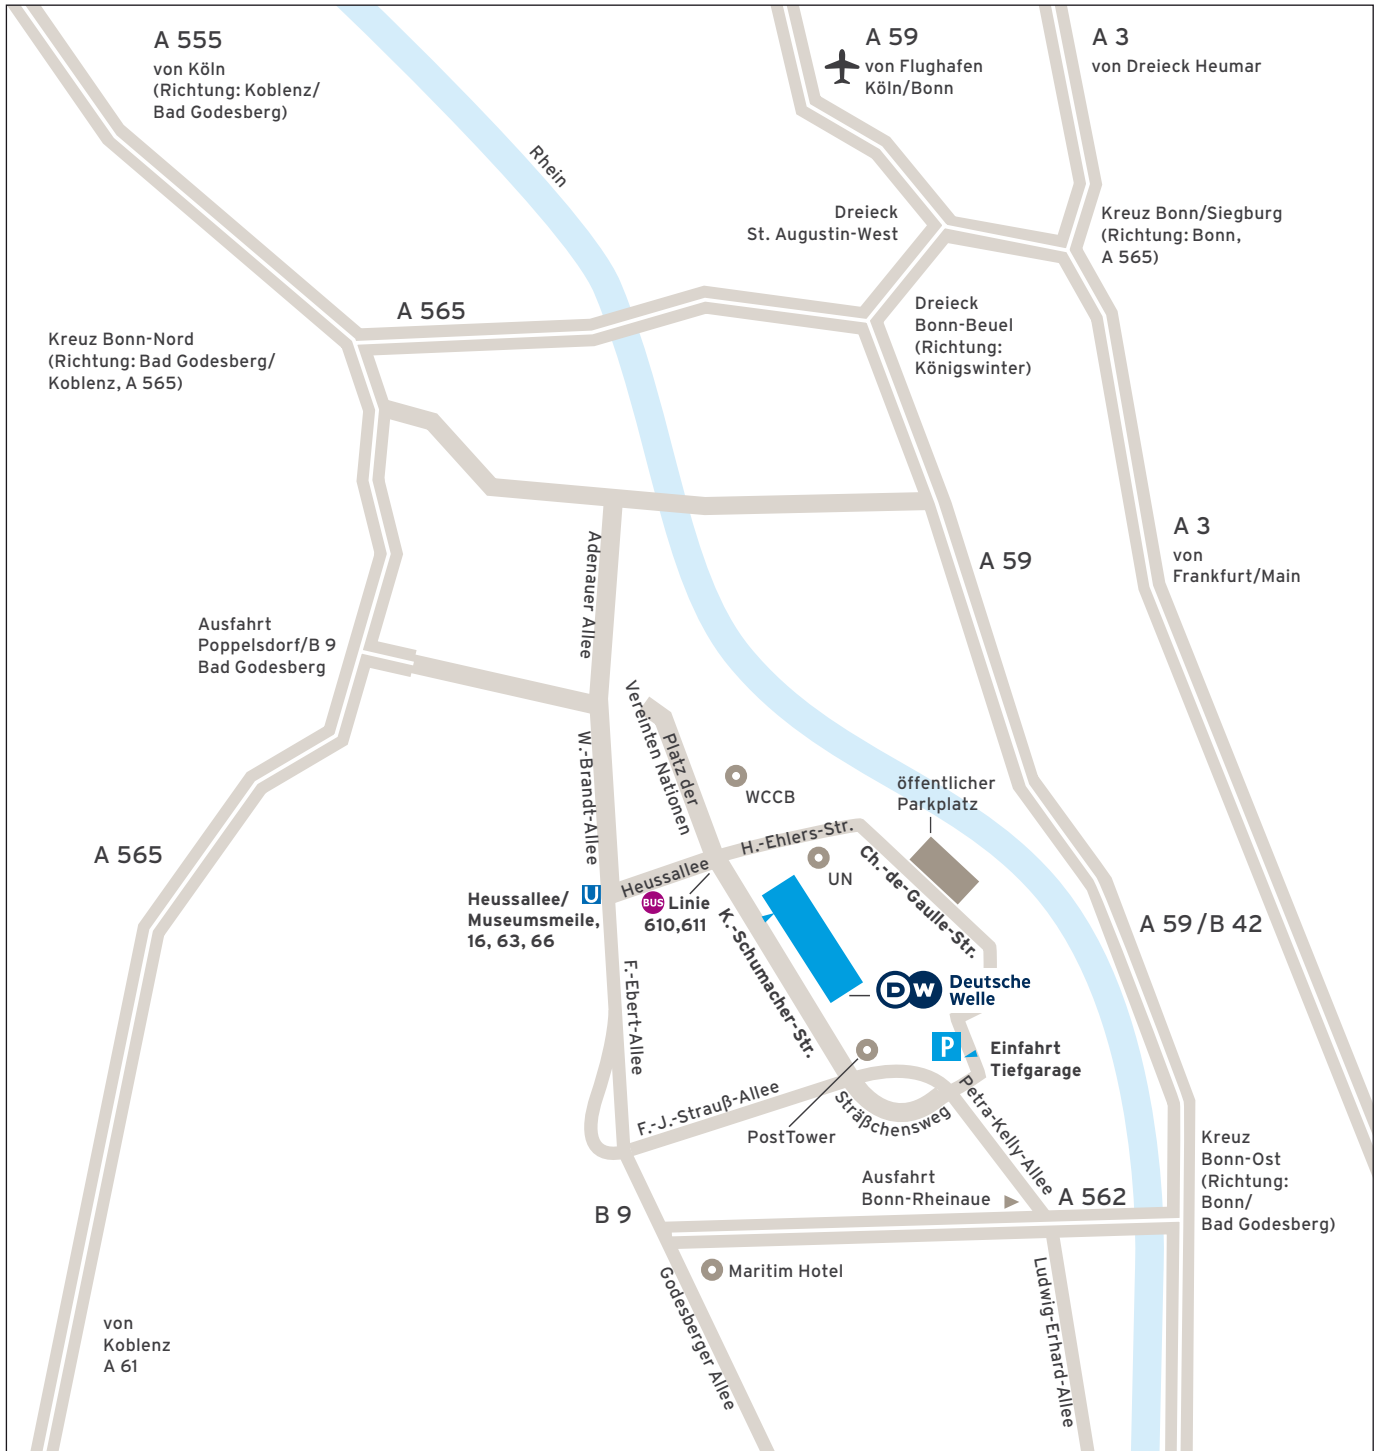 A 555
von Köln
(Richtung: Koblenz/
Bad Godesberg)
A 59
von Flughafen
Köln/Bonn
A 3
von Dreieck Heumar
Rhein
Dreieck
St. Augustin-West
Kreuz Bonn/Siegburg
(Richtung: Bonn,
A 565)
A 565
Dreieck
Bonn-Beuel
(Richtung:
Königswinter)
Kreuz Bonn-Nord
(Richtung: Bad Godesberg/
Koblenz, A 565)
A 3
von
Frankfurt/Main
A 59
Adenauer Allee
Ausfahrt
Poppelsdorf/B 9
Bad Godesberg
Platz der
Vereinten Nationen
W.-Brandt-Allee
WCCB
öffentlicher
Parkplatz
H.-Ehlers-Str.
A 565
Heussallee
UN
Ch.-de-Gaulle-Str.
Heussallee/
Museumsmeile,
16, 63, 66
U
BUS Linie
610,611
K.-Schumacher-Str.
A 59/B 42
F.-Ebert-Allee
DW Deutsche
Welle
P
Einfahrt
Tiefgarage
F.-J.-Strauß-Allee
Sträßchensweg
Petra-Kelly-Allee
PostTower
Kreuz
Bonn-Ost
(Richtung:
Bonn/
Bad Godesberg)
Ausfahrt
Bonn-Rheinaue
A 562
B 9
Maritim Hotel
Godesberger Allee
Ludwig-Erhard-Allee
von
Koblenz
A 61